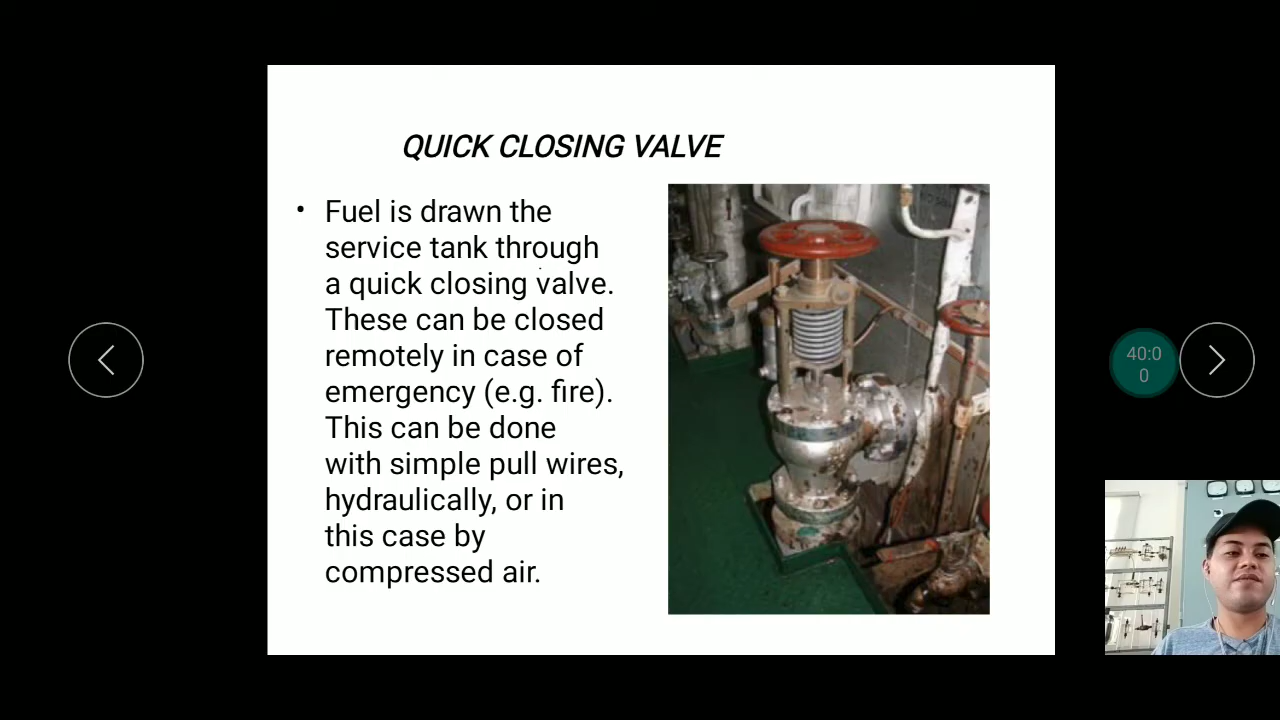 QUICK CLOSING VALVE
• Fuel is drawn the
service tank through
a quick closing valve.
These can be closed
remotely in case of
emergency (e.g. fire).
This can be done
with simple pull wires,
hydraulically, or in
this case by
compressed air.
40:0
0